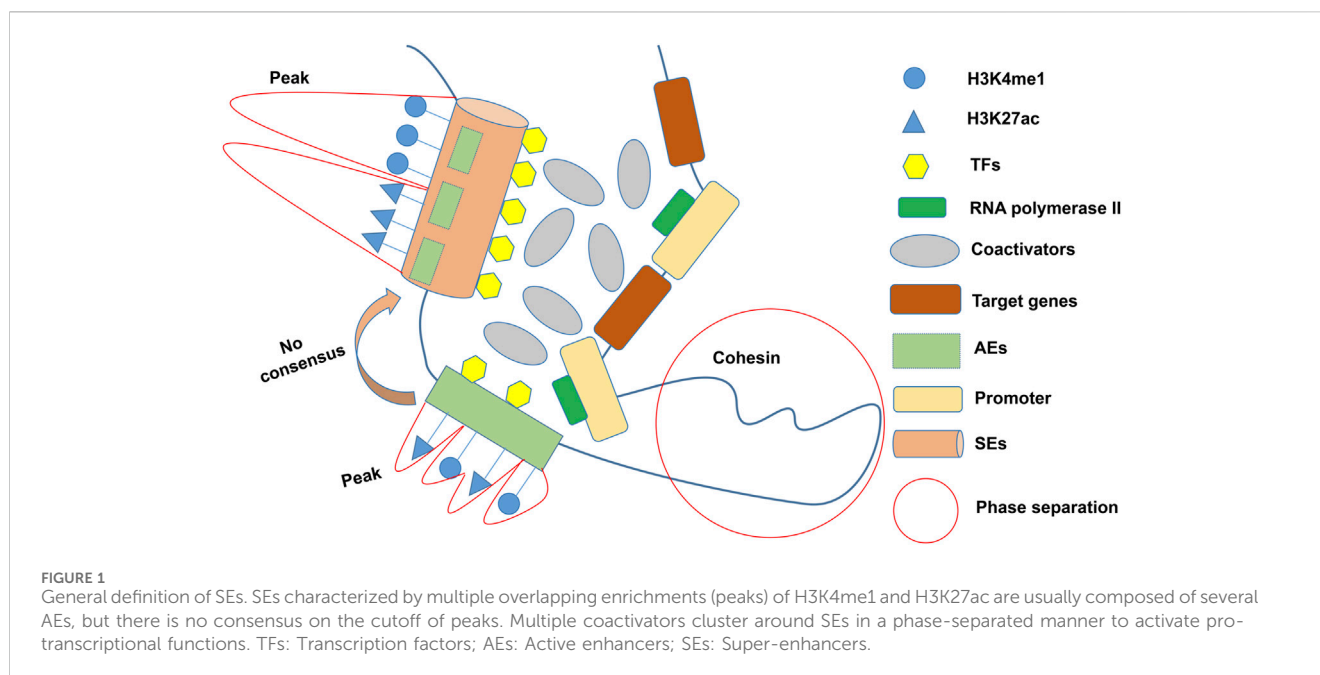 Peak
No
consensus
Peak
Cohesin
H3K4me1
H3K27ac
TFs
RNA polymerase II
Coactivators
Target genes
AEs
Promoter
SEs
Phase separation
FIGURE 1
General definition of SEs. SEs characterized by multiple overlapping enrichments (peaks) of H3K4me1 and H3K27ac are usually composed of several
AEs, but there is no consensus on the cutoff of peaks. Multiple coactivators cluster around SEs in a phase-separated manner to activate pro-
transcriptional functions. TFs: Transcription factors; AEs: Active enhancers; SEs: Super-enhancers.